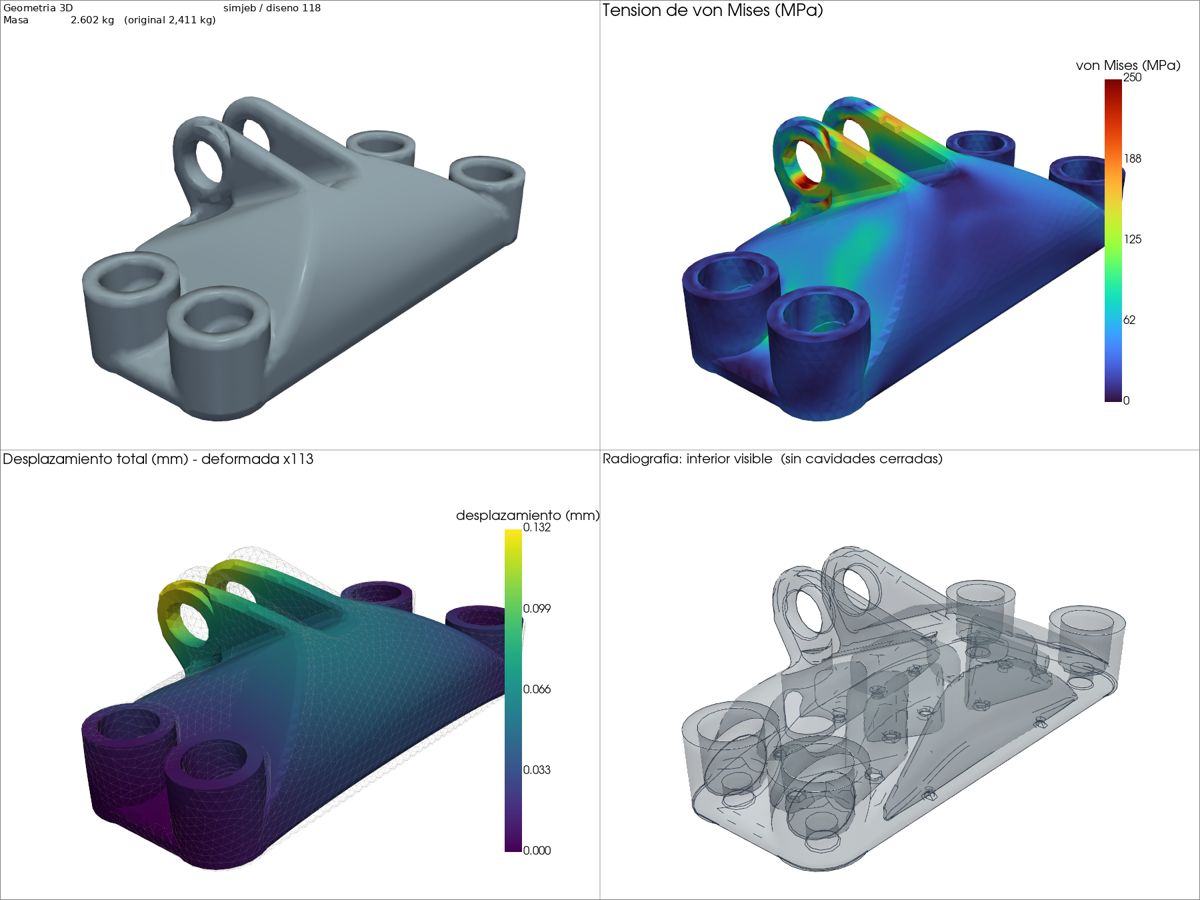 Geometria 3D simjeb / diseno 118
Masa 2.602 kg (original 2,411 kg)
Tension de von Mises (MPa)
von Mises (MPa)
250
188
125
62
0
Desplazamiento total (mm) - deformada x113
desplazamiento (mm)
0.132
0.099
0.066
0.033
0.000
Radiografia: interior visible (sin cavidades cerradas)